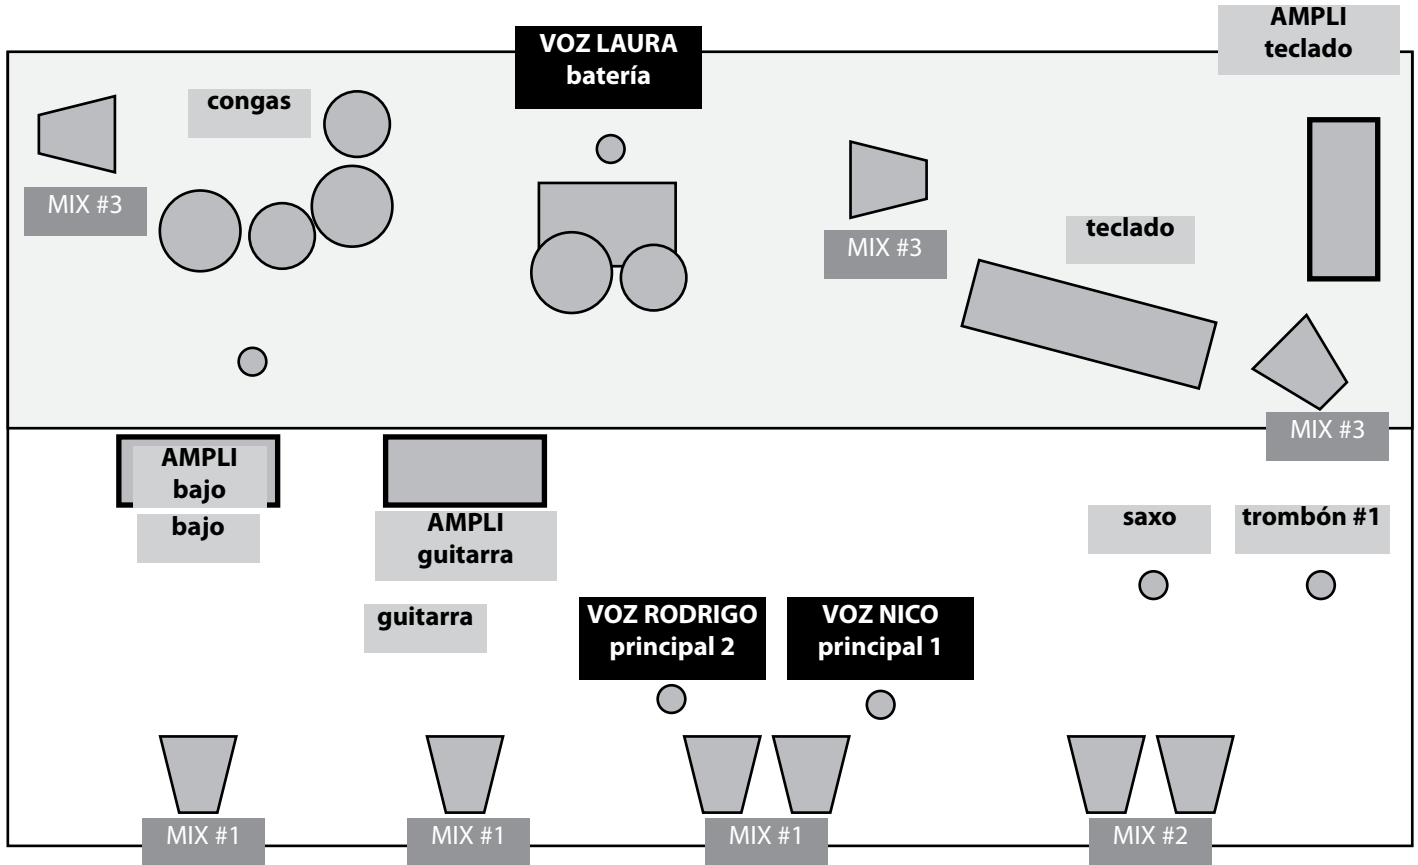 AMPLI
teclado
VOZ LAURA
batería
congas
MIX #3
teclado
MIX #3
MIX #3
AMPLI
bajo
bajo
AMPLI
guitarra
saxo
trombón #1
guitarra
VOZ RODRIGO
principal 2
VOZ NICO
principal 1
MIX #1
MIX #1
MIX #1
MIX #2